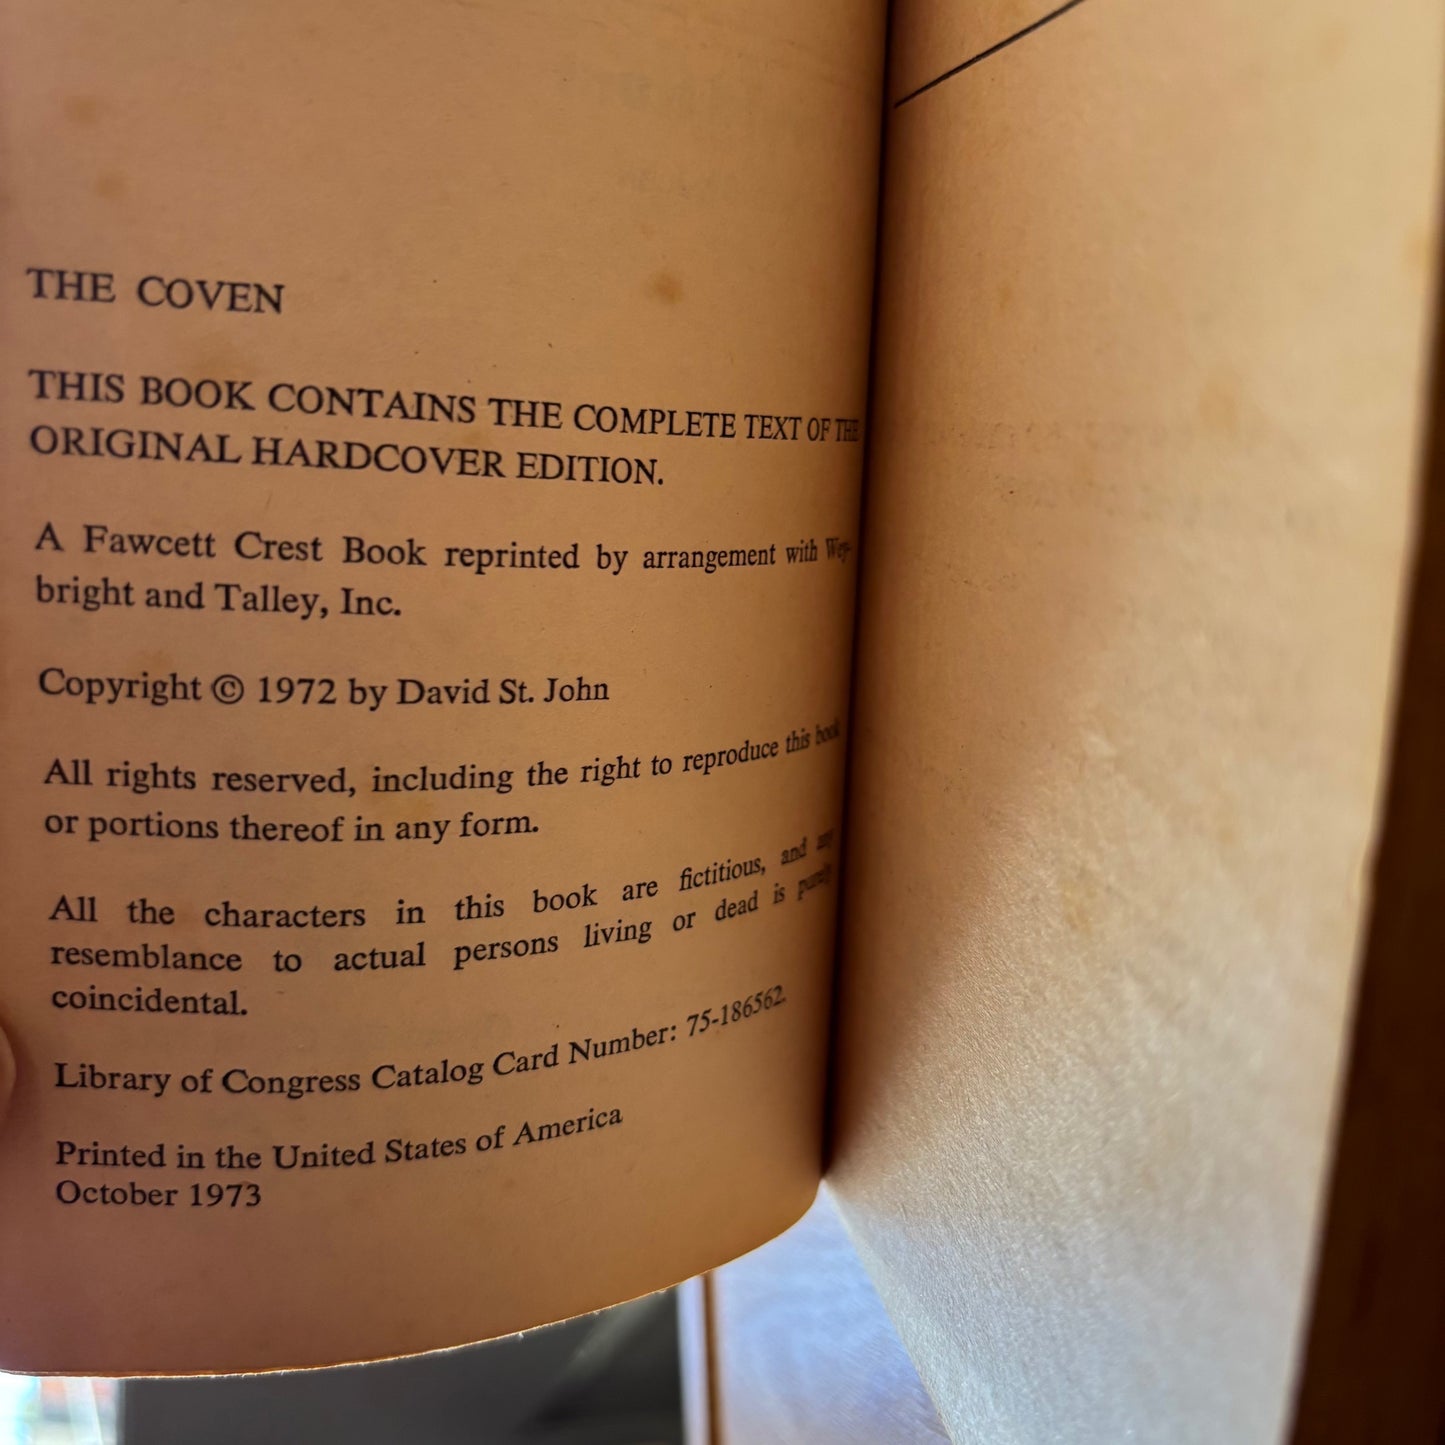 THE COVEN
THIS BOOK CONTAINS THE COMPLETE TEXT OF THE
ORIGINAL HARDCOVER EDITION.
A Fawcett Crest Book reprinted by arrangement with Wey-
bright and Talley, Inc.
Copyright © 1972 by David St. John
All rights reserved, including the right to reproduce this book
or portions thereof in any form.
All the characters in this book are fictitious, and any
resemblance to actual persons living or dead is purely
coincidental.
Library of Congress Catalog Card Number: 75-186562.
Printed in the United States of America
October 1973